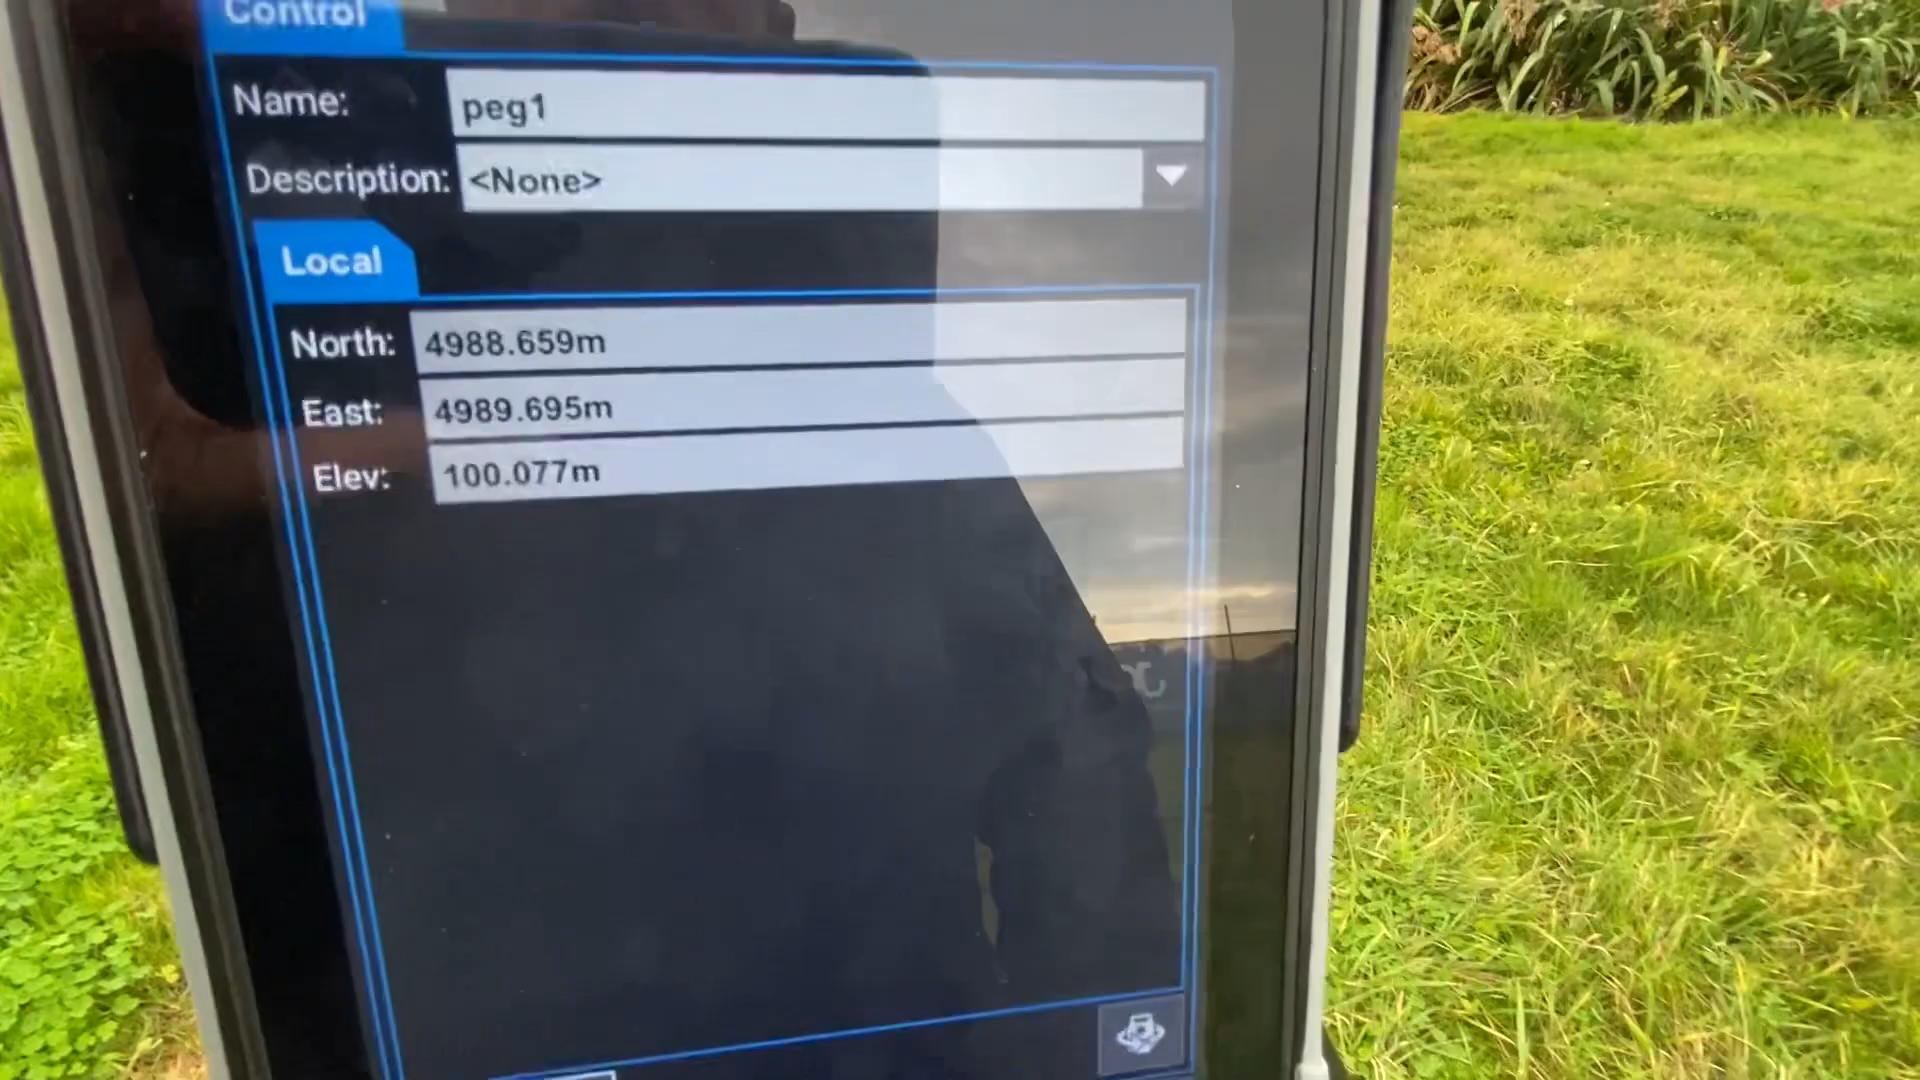 Control
Name: peg1
Description: <None>
Local
North: 4988.659m
East: 4989.695m
Elev: 100.077m